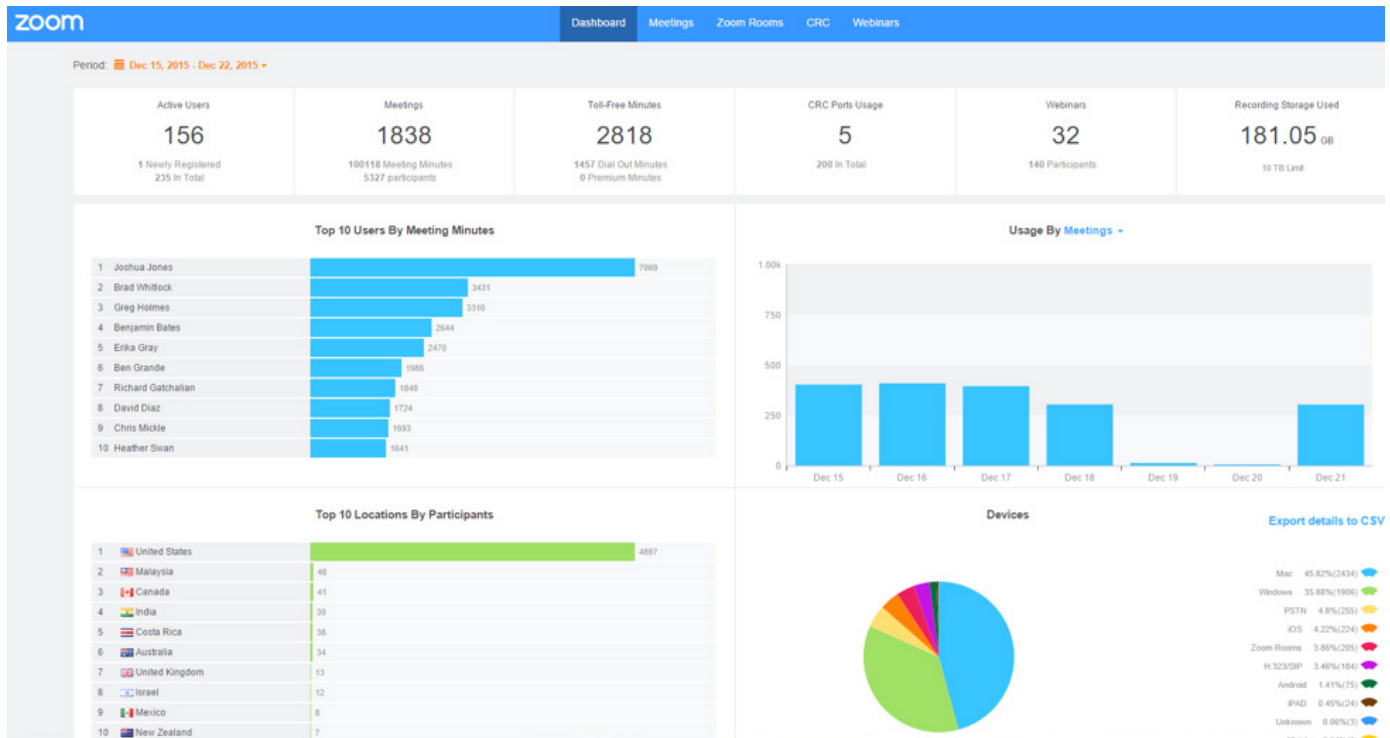 zoom
Dashboard Meetings Zoom Rooms CRC Webinars
Period: Dec 15, 2015 - Dec 22, 2015
Active Users
156
1 Newly Registered
235 In Total
Meetings
1838
100118 Meeting Minutes
5327 participants
Toll-Free Minutes
2818
1457 Dial Out Minutes
0 Premium Minutes
CRC Ports Usage
5
200 In Total
Webinars
32
140 Participants
Recording Storage Used
181.05 GB
10 TB Limit
Top 10 Users By Meeting Minutes
1 Joshua Jones 7069
2 Brad Whitlock 3431
3 Greg Holmes 3310
4 Benjamin Bates 2644
5 Erika Gray 2470
6 Ben Grande 1986
7 Richard Gatchalian 1848
8 David Diaz 1724
9 Chris Mickle 1693
10 Heather Swan 1641
Usage By Meetings
1.00k
750
500
250
0
Dec 15 Dec 16 Dec 17 Dec 18 Dec 19 Dec 20 Dec 21
Top 10 Locations By Participants
1 United States 4897
2 Malaysia 48
3 Canada 41
4 India 39
5 Costa Rica 38
6 Australia 34
7 United Kingdom 13
8 Israel 12
9 Mexico 8
10 New Zealand 7
Devices
Export details to CSV
Mac 45.82%(2434)
Windows 35.88%(1906)
PSTN 4.8%(255)
iOS 4.22%(224)
Zoom Rooms 3.86%(205)
H.323/SIP 3.46%(184)
Android 1.41%(75)
iPAD 0.45%(24)
Unknown 0.06%(3)